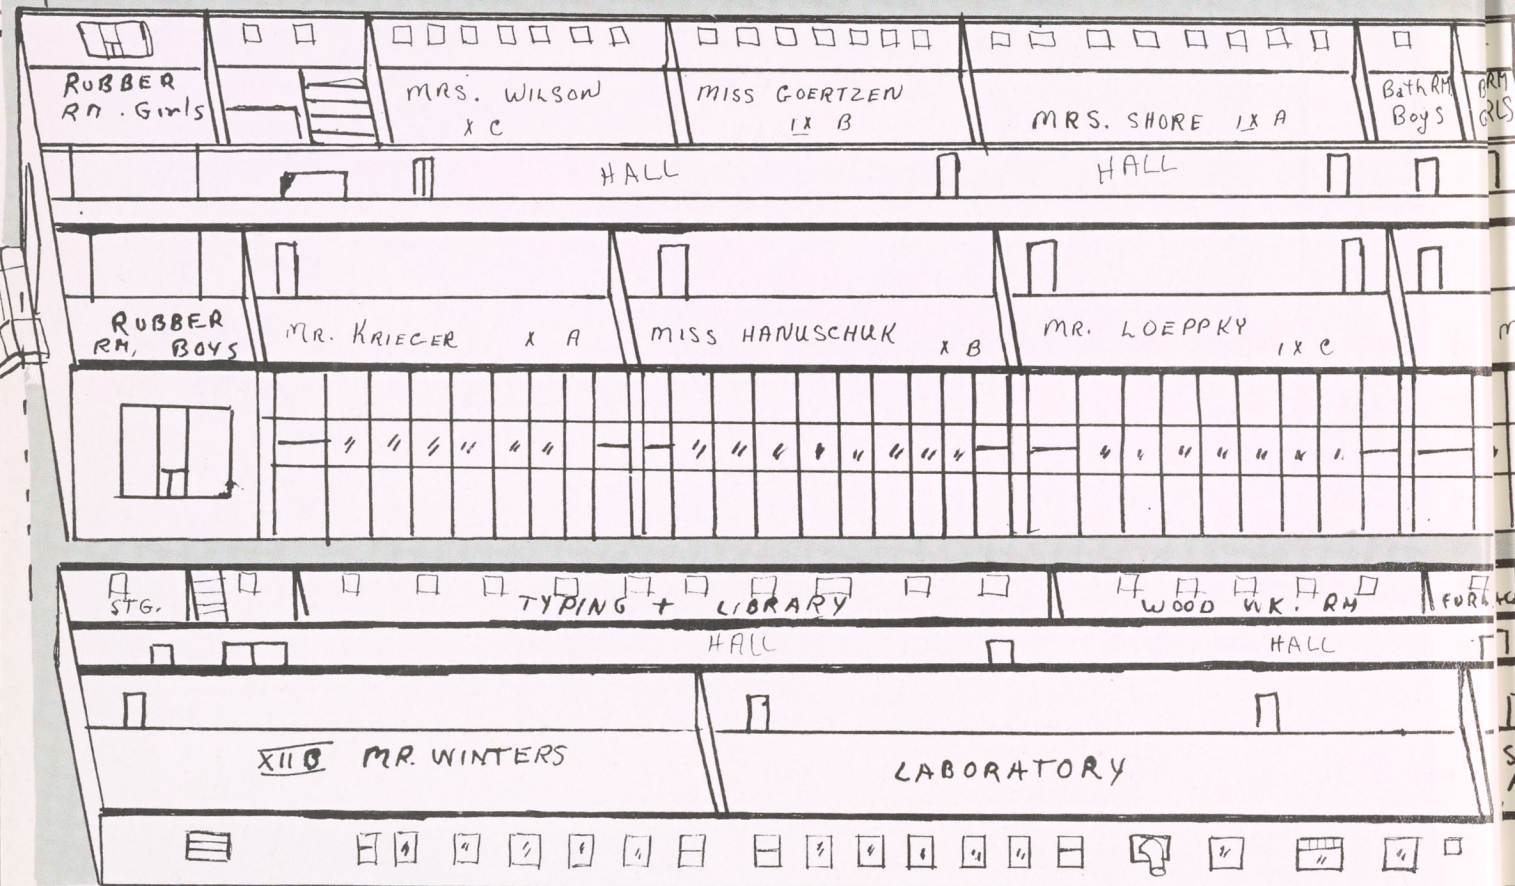 RUBBER
RM. Girls
MRS. WILSON
X C
MISS GOERTZEN
IX B
MRS. SHORE IX A
Bath RM
Boys
HALL
HALL
RUBBER
RM, BOYS
MR. KRIEGER X A
MISS HANUSCHUK
X B
MR. LOEPPKY
IX C
STG.
TYPING + LIBRARY
WOOD WK. RM
HALL
HALL
XII B MR. WINTERS
LABORATORY